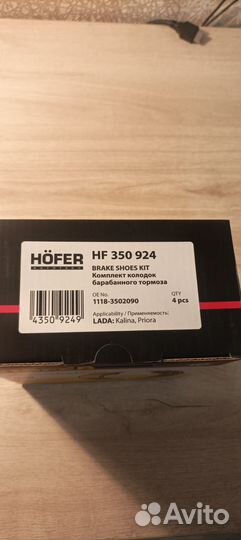 HÖFER
AUTOTEIL
HF 350 924
BRAKE SHOES KIT
Комплект колодок
барабанного тормоза
OE No.
1118-3502090
QTY
4 pcs
4350 9249
Applicability / Применяемость:
LADA: Kalina, Priora
Avito